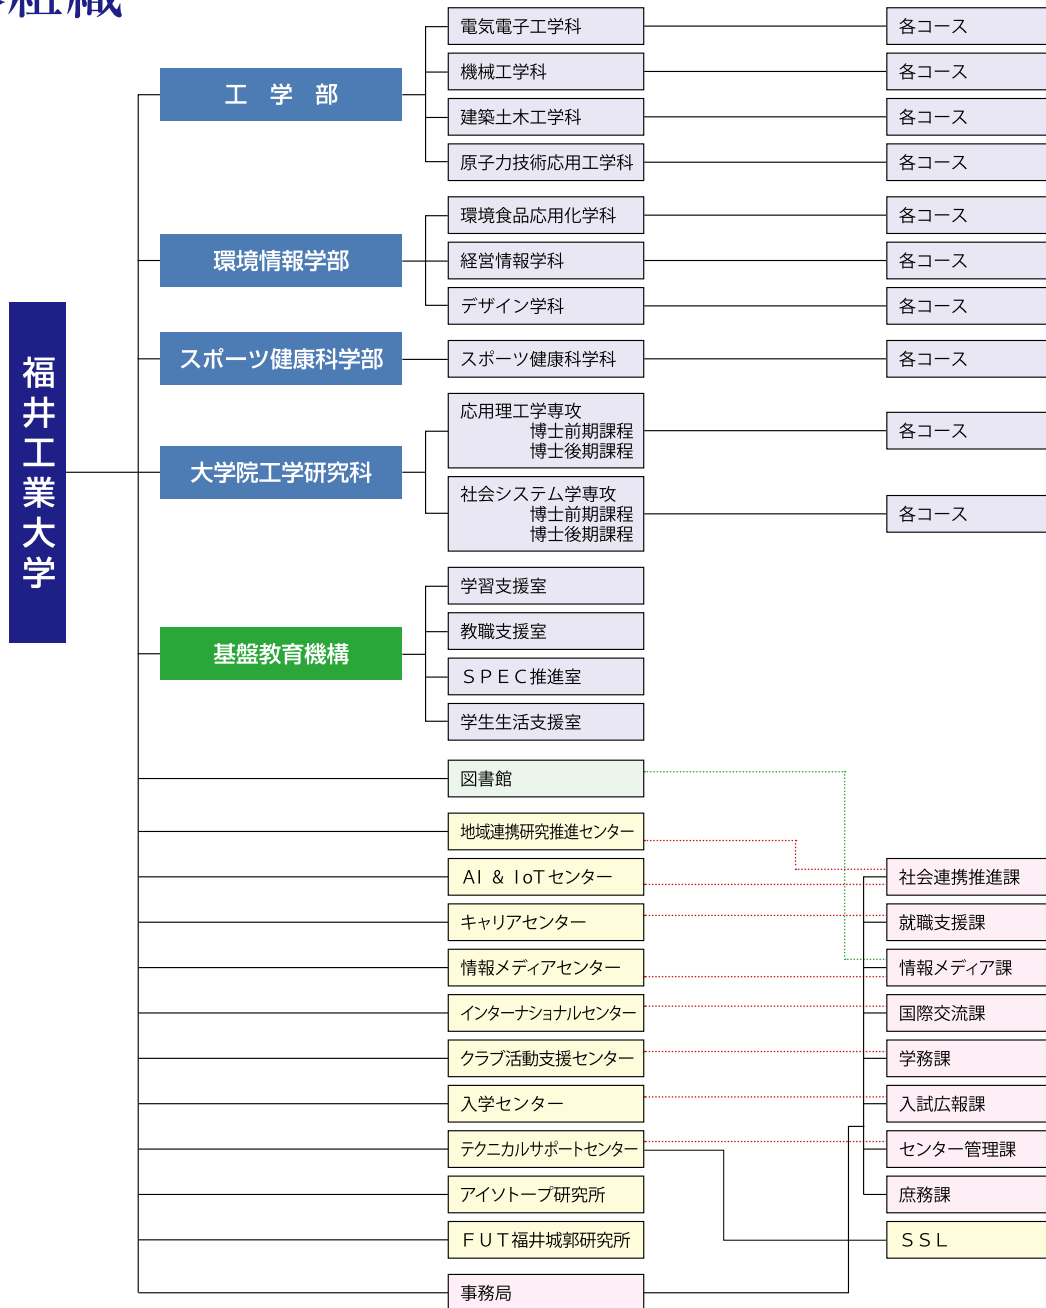 組織
福井工業大学
工　学　部
電気電子工学科
各コース
機械工学科
各コース
建築土木工学科
各コース
原子力技術応用工学科
各コース
環境情報学部
環境食品応用化学科
各コース
経営情報学科
各コース
デザイン学科
各コース
スポーツ健康科学部
スポーツ健康科学科
各コース
大学院工学研究科
応用理工学専攻
博士前期課程
博士後期課程
各コース
社会システム学専攻
博士前期課程
博士後期課程
各コース
基盤教育機構
学習支援室
教職支援室
ＳＰＥＣ推進室
学生生活支援室
図書館
地域連携研究推進センター
AI & IoTセンター
キャリアセンター
情報メディアセンター
インターナショナルセンター
クラブ活動支援センター
入学センター
テクニカルサポートセンター
アイソトープ研究所
ＦＵＴ福井城郭研究所
事務局
社会連携推進課
就職支援課
情報メディア課
国際交流課
学務課
入試広報課
センター管理課
庶務課
ＳＳＬ